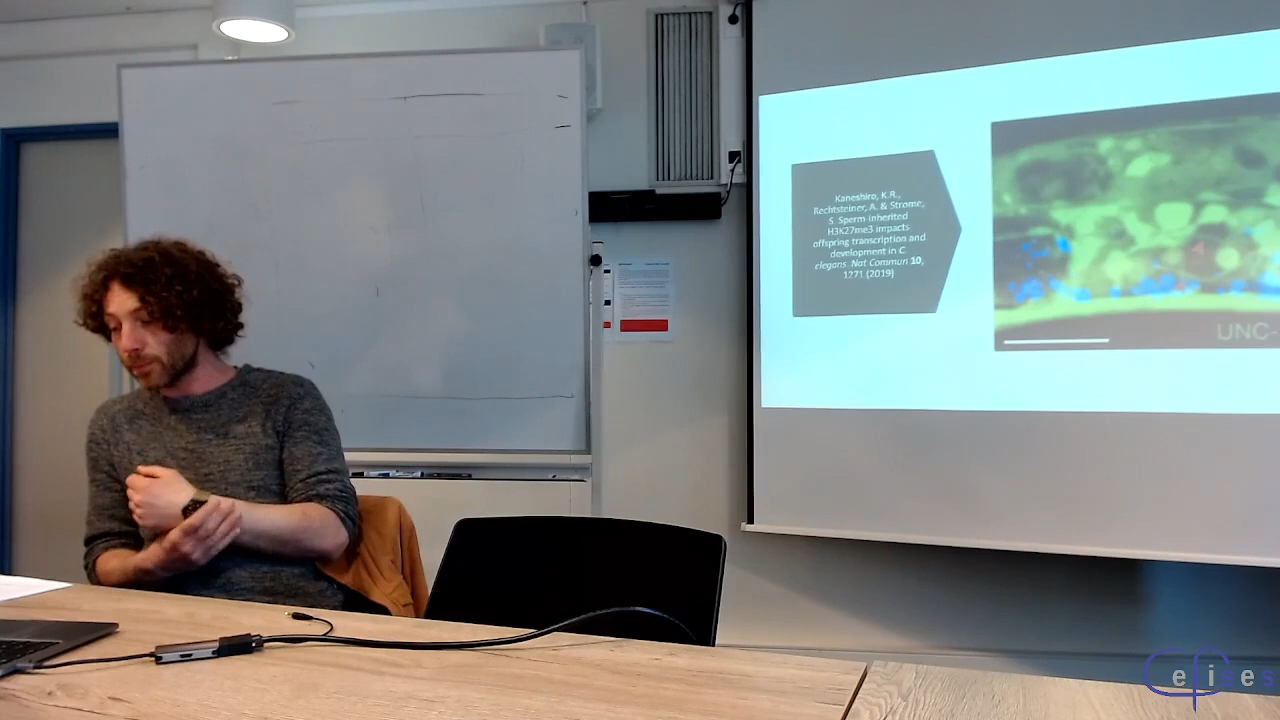 Kaneshiro, K.R.,
Rechtsteiner, A. & Strome,
S. Sperm-inherited
H3K27me3 impacts
offspring transcription and
development in C.
elegans. Nat Commun 10,
1271 (2019)
UNC-
efises